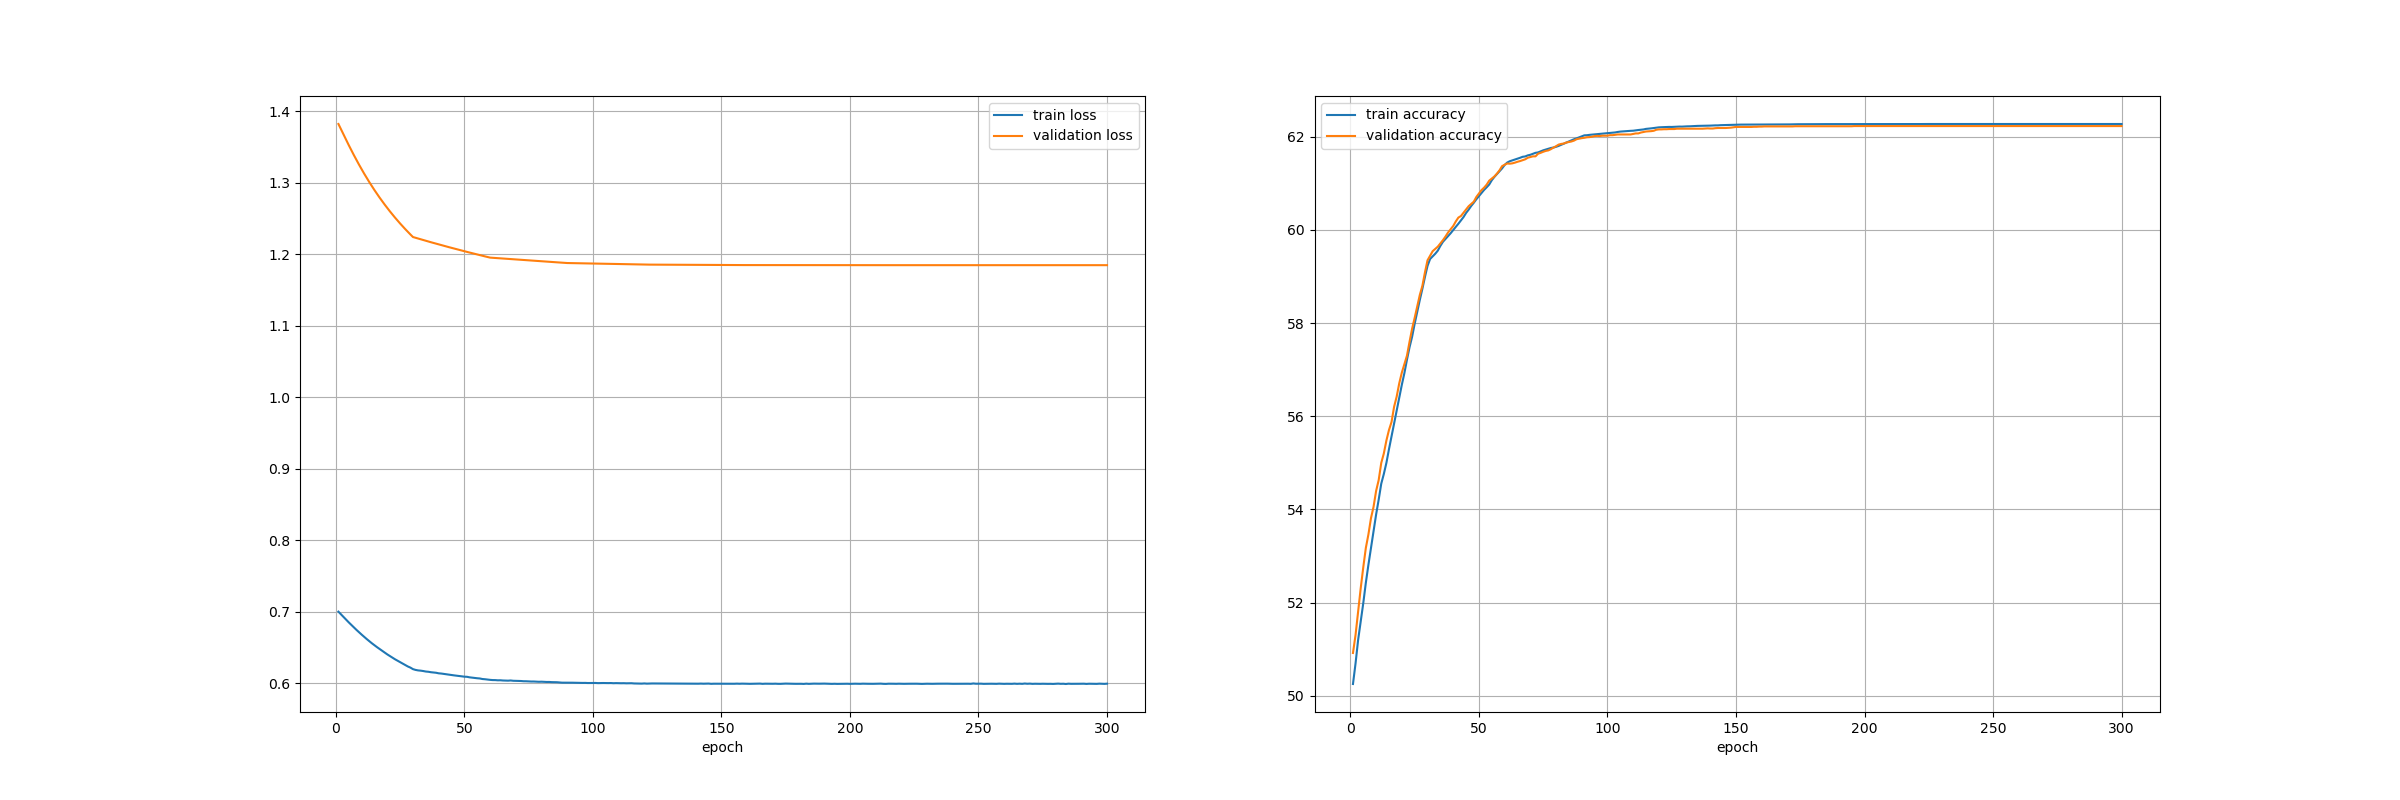 1.4
1.3
1.2
1.1
1.0
0.9
0.8
0.7
0.6
0 50 100 150 200 250 300
epoch
train loss
validation loss
62
60
58
56
54
52
50
0 50 100 150 200 250 300
epoch
train accuracy
validation accuracy